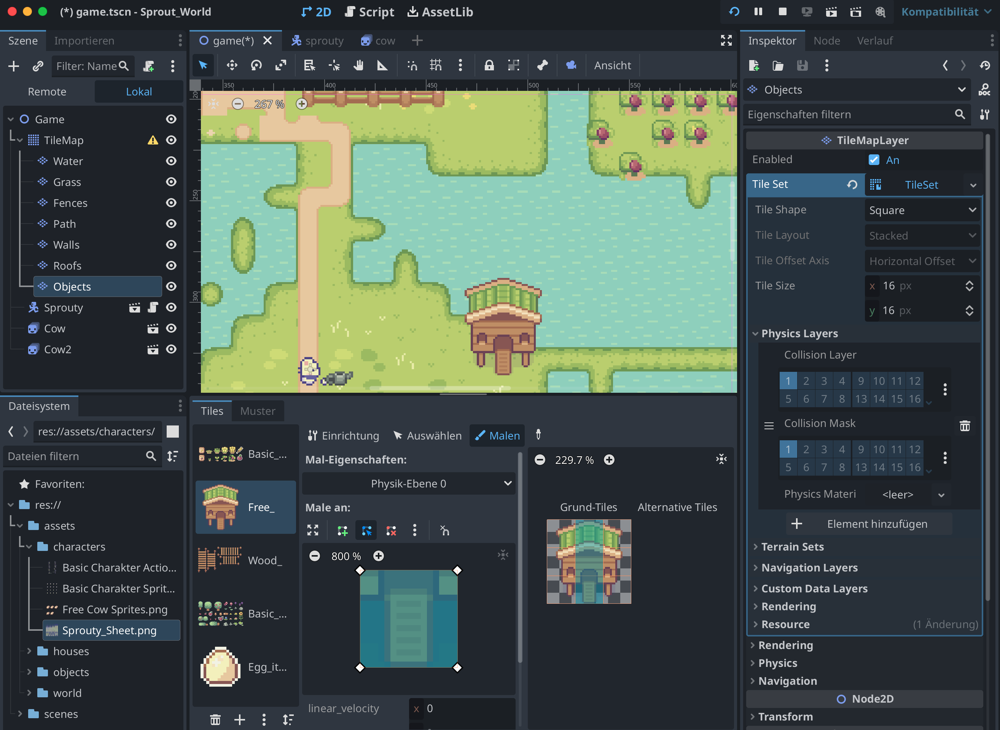 (*) game.tscn - Sprout_World
2D
Script
AssetLib
Kompatibilität
Szene
Importieren
Filter: Name
Remote
Lokal
Game
TileMap
Water
Grass
Fences
Path
Walls
Roofs
Objects
Sprouty
Cow
Cow2
Dateisystem
res://assets/characters/
Dateien filtern
Favoriten:
res://
assets
characters
Basic Charakter Actio...
Basic Charakter Sprit...
Free Cow Sprites.png
Sprouty_Sheet.png
houses
objects
world
scenes
game(*)
sprouty
cow
Ansicht
350
400
450
500
550
60
20
250
300
267 %
Tiles
Muster
Basic_...
Free_
Wood_
Basic_...
Egg_it...
Einrichtung
Auswählen
Malen
Mal-Eigenschaften:
Physik-Ebene 0
Male an:
800 %
linear_velocity
x 0
229.7 %
Grund-Tiles
Alternative Tiles
Inspektor
Node
Verlauf
Objects
DOC
Eigenschaften filtern
TileMapLayer
Enabled
An
Tile Set
TileSet
Tile Shape
Square
Tile Layout
Stacked
Tile Offset Axis
Horizontal Offset
Tile Size
x 16 px
y 16 px
Physics Layers
Collision Layer
1 2 3 4 9 10 11 12
5 6 7 8 13 14 15 16
Collision Mask
1 2 3 4 9 10 11 12
5 6 7 8 13 14 15 16
Physics Materi
<leer>
Element hinzufügen
Terrain Sets
Navigation Layers
Custom Data Layers
Rendering
Resource
(1 Änderung)
Rendering
Physics
Navigation
Node2D
Transform